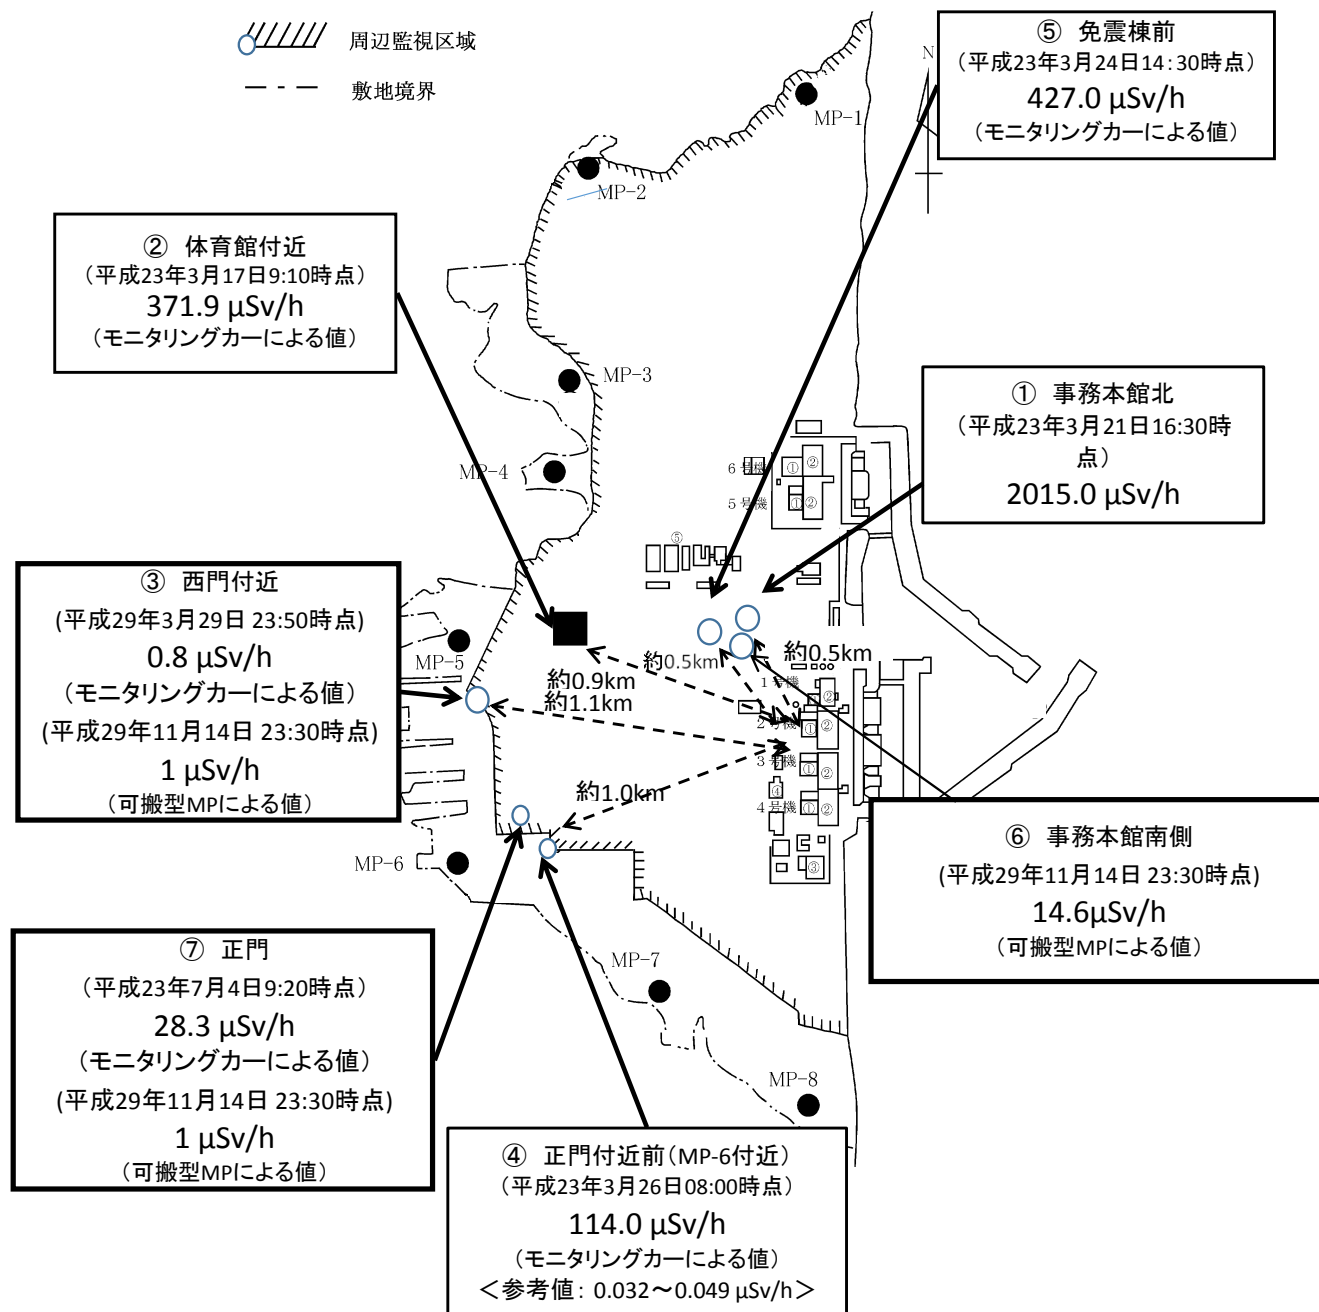 周辺監視区域
敷地境界
⑤ 免震棟前
（平成23年3月24日14：30時点）
427.0 μSv/h
（モニタリングカーによる値）
N
MP-1
MP-2
② 体育館付近
（平成23年3月17日9:10時点）
371.9 μSv/h
（モニタリングカーによる値）
MP-3
① 事務本館北
（平成23年3月21日16:30時
点）
2015.0 μSv/h
MP-4
6号機
① ②
5号機
① ②
⑤
③ 西門付近
(平成29年3月29日 23:50時点)
0.8 μSv/h
（モニタリングカーによる値）
(平成29年11月14日 23:30時点)
1 μSv/h
（可搬型MPによる値）
MP-5
約0.5km
約0.5km
約0.9km
約1.1km
1号機
②
2号機
① ②
3号機
① ②
約1.0km
④
4号機
① ②
③
MP-6
⑥ 事務本館南側
(平成29年11月14日 23:30時点)
14.6μSv/h
（可搬型MPによる値）
⑦ 正門
（平成23年7月4日9:20時点）
28.3 μSv/h
（モニタリングカーによる値）
(平成29年11月14日 23:30時点)
1 μSv/h
（可搬型MPによる値）
MP-7
MP-8
④ 正門付近前（MP-6付近）
（平成23年3月26日08:00時点）
114.0 μSv/h
（モニタリングカーによる値）
＜参考値： 0.032～0.049 μSv/h＞